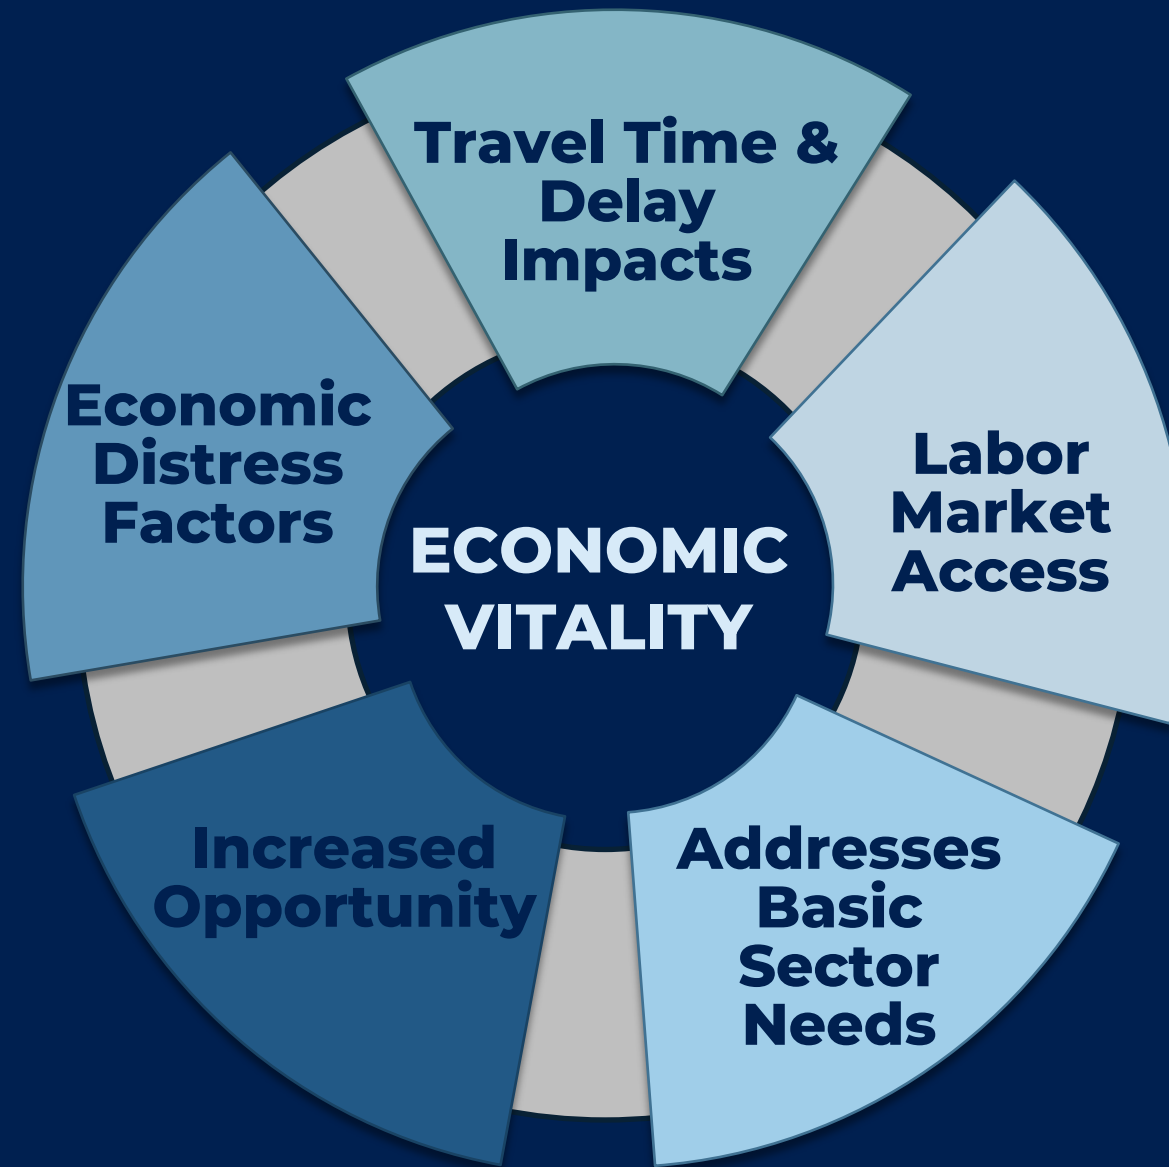 Travel Time &
Delay
Impacts
Labor
Market
Access
Addresses
Basic
Sector
Needs
Increased
Opportunity
Economic
Distress
Factors
ECONOMIC
VITALITY